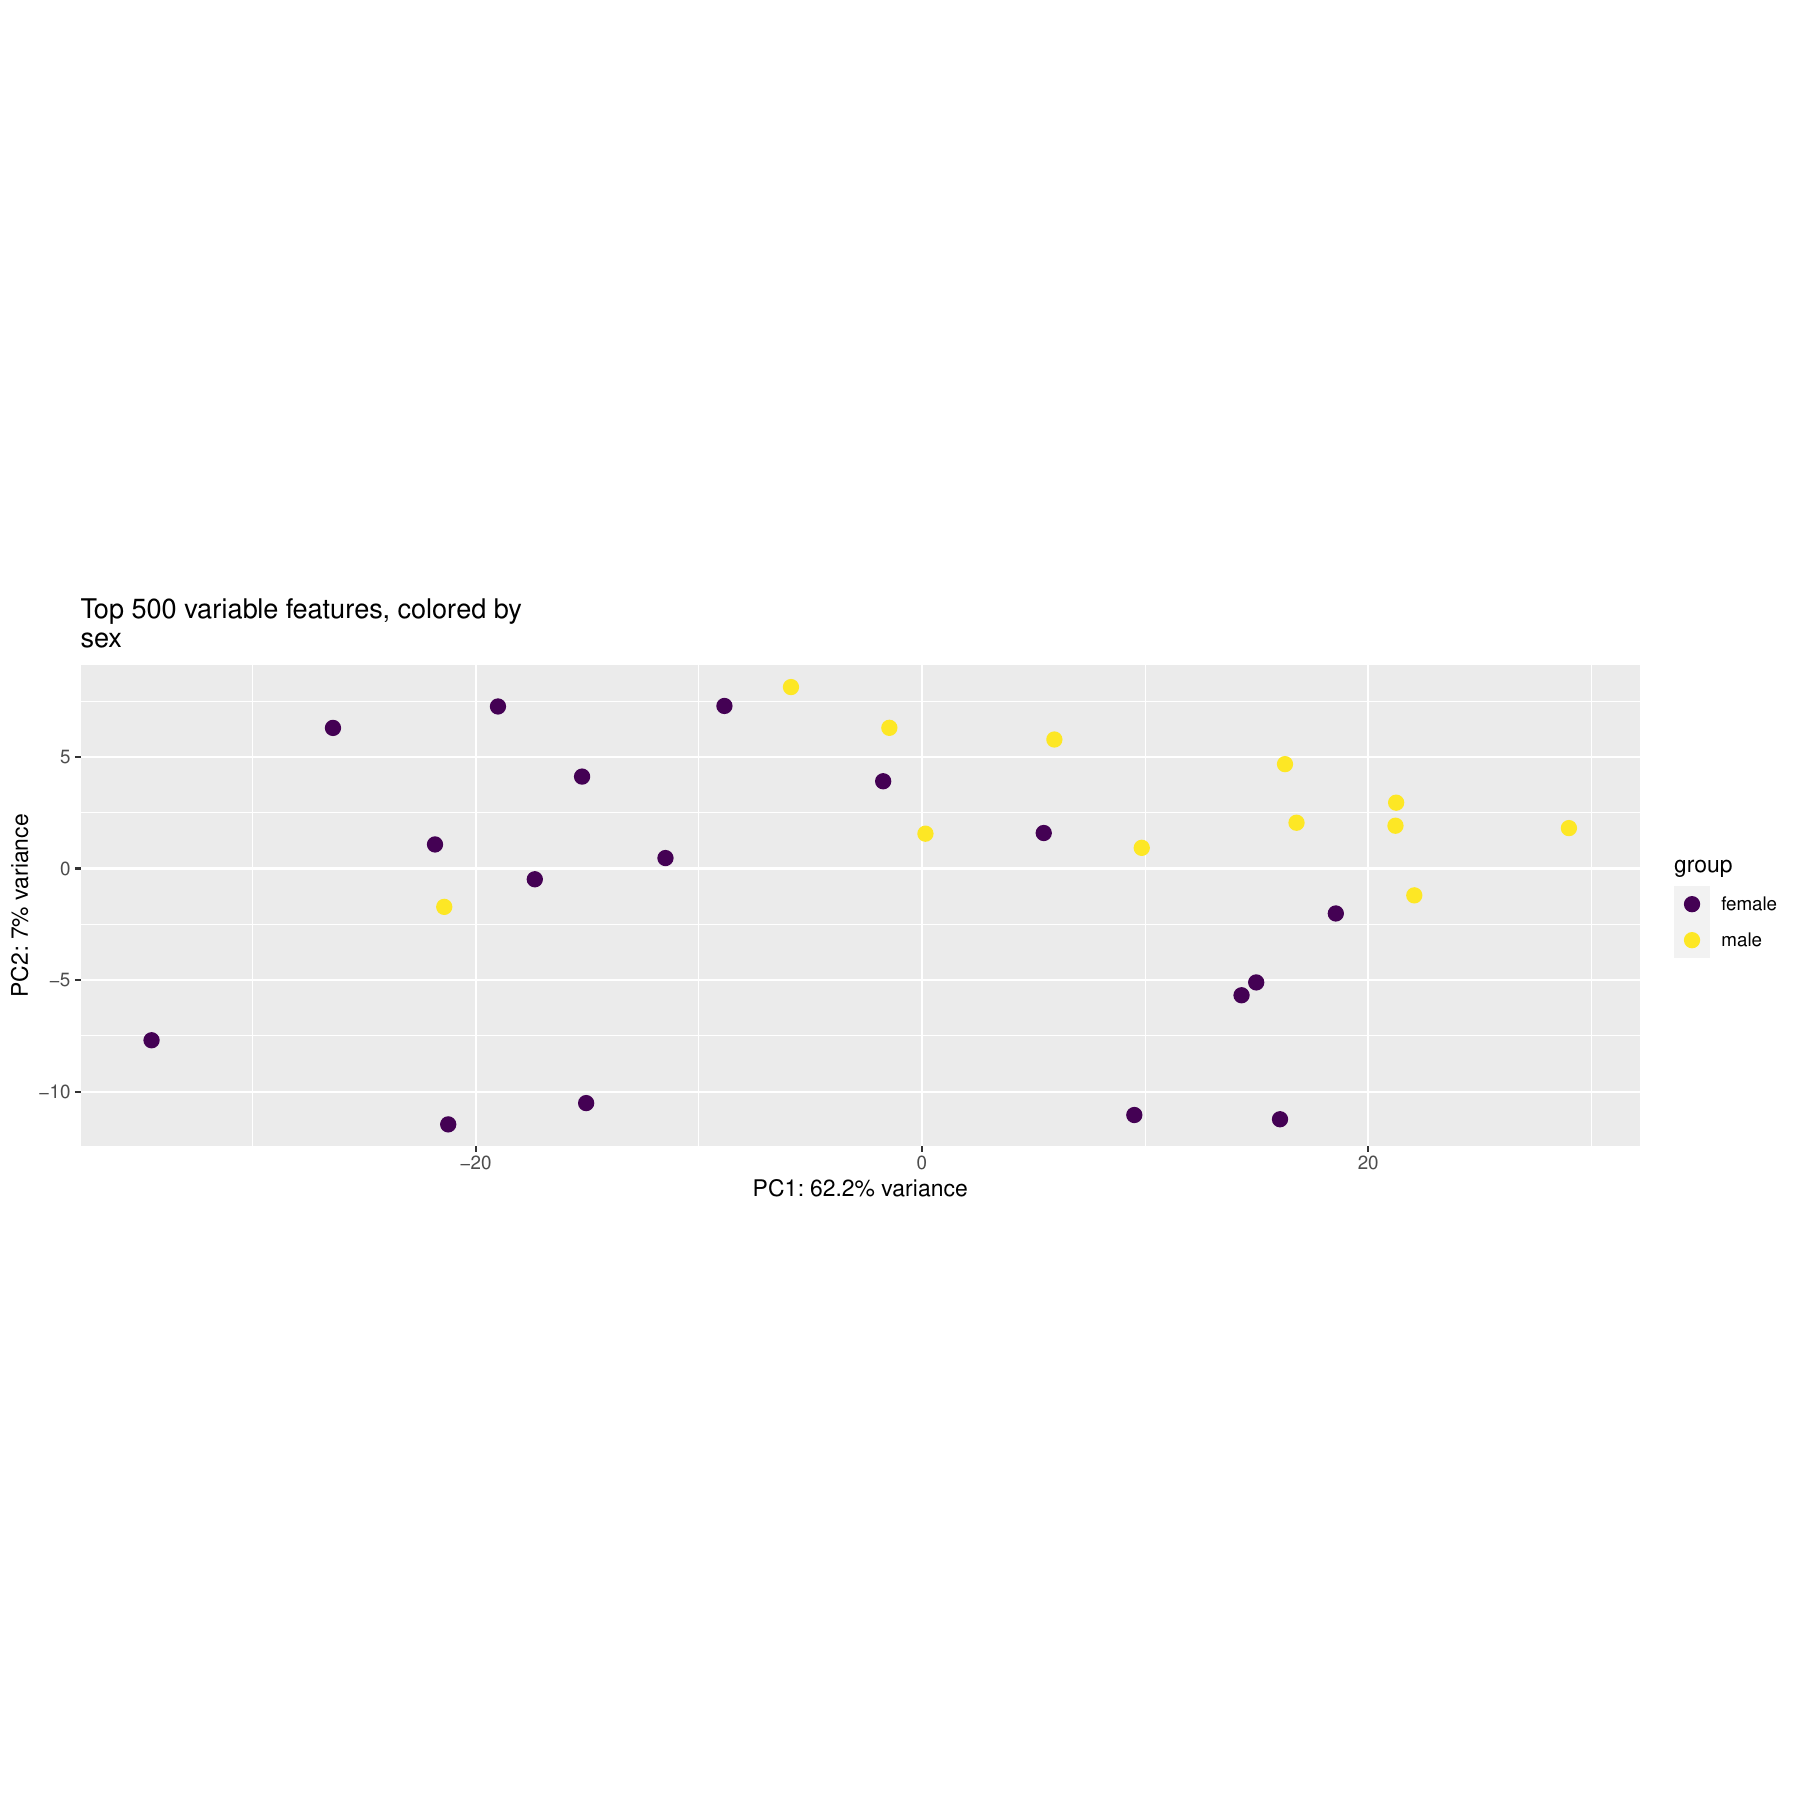 Top 500 variable features, colored by
sex
5
0
−5
−10
PC2: 7% variance
−20
0
20
PC1: 62.2% variance
group
female
male